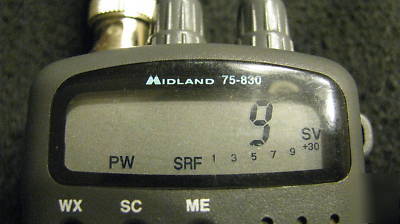 MIDLAND 75-830
9
SV
PW SRF 1 3 5 7 9 +30
WX SC ME